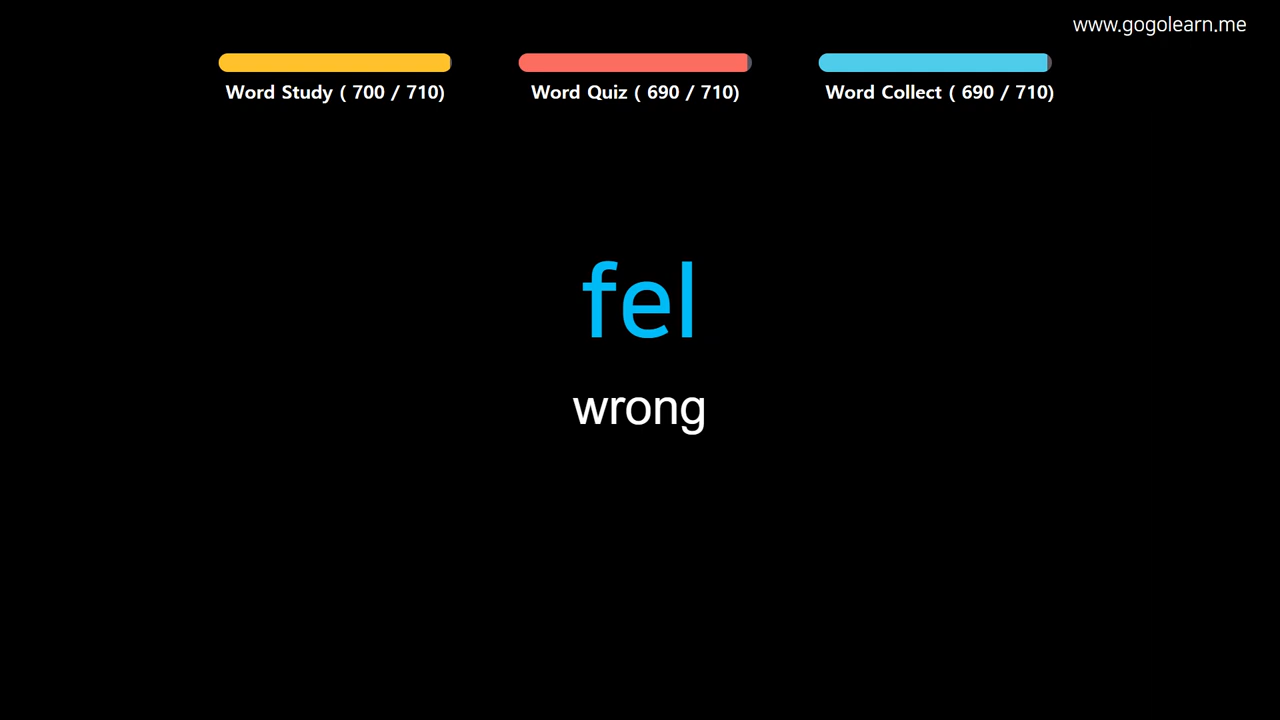 www.gogolearn.me
Word Study ( 700 / 710)
Word Quiz ( 690 / 710)
Word Collect ( 690 / 710)
fel
wrong